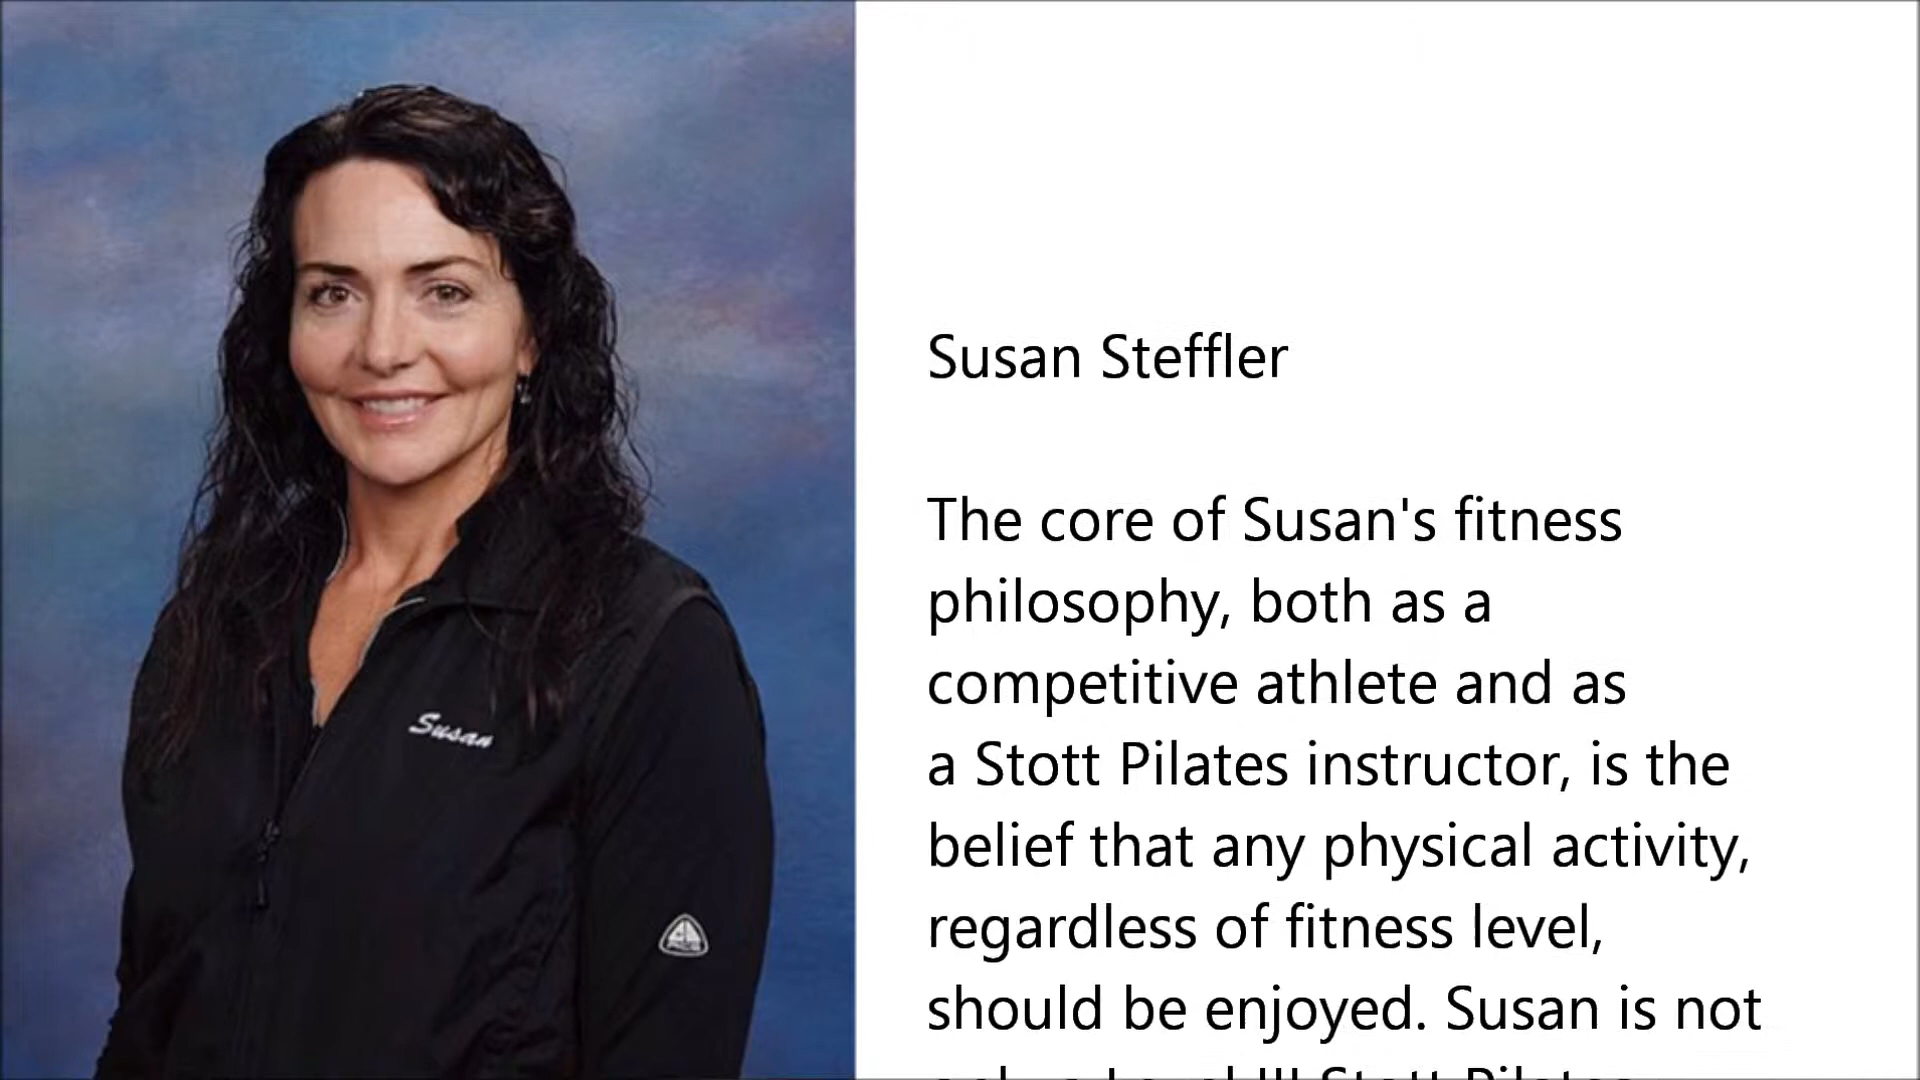 Susan Steffler
The core of Susan's fitness
philosophy, both as a
competitive athlete and as
a Stott Pilates instructor, is the
belief that any physical activity,
regardless of fitness level,
should be enjoyed. Susan is not
Susan